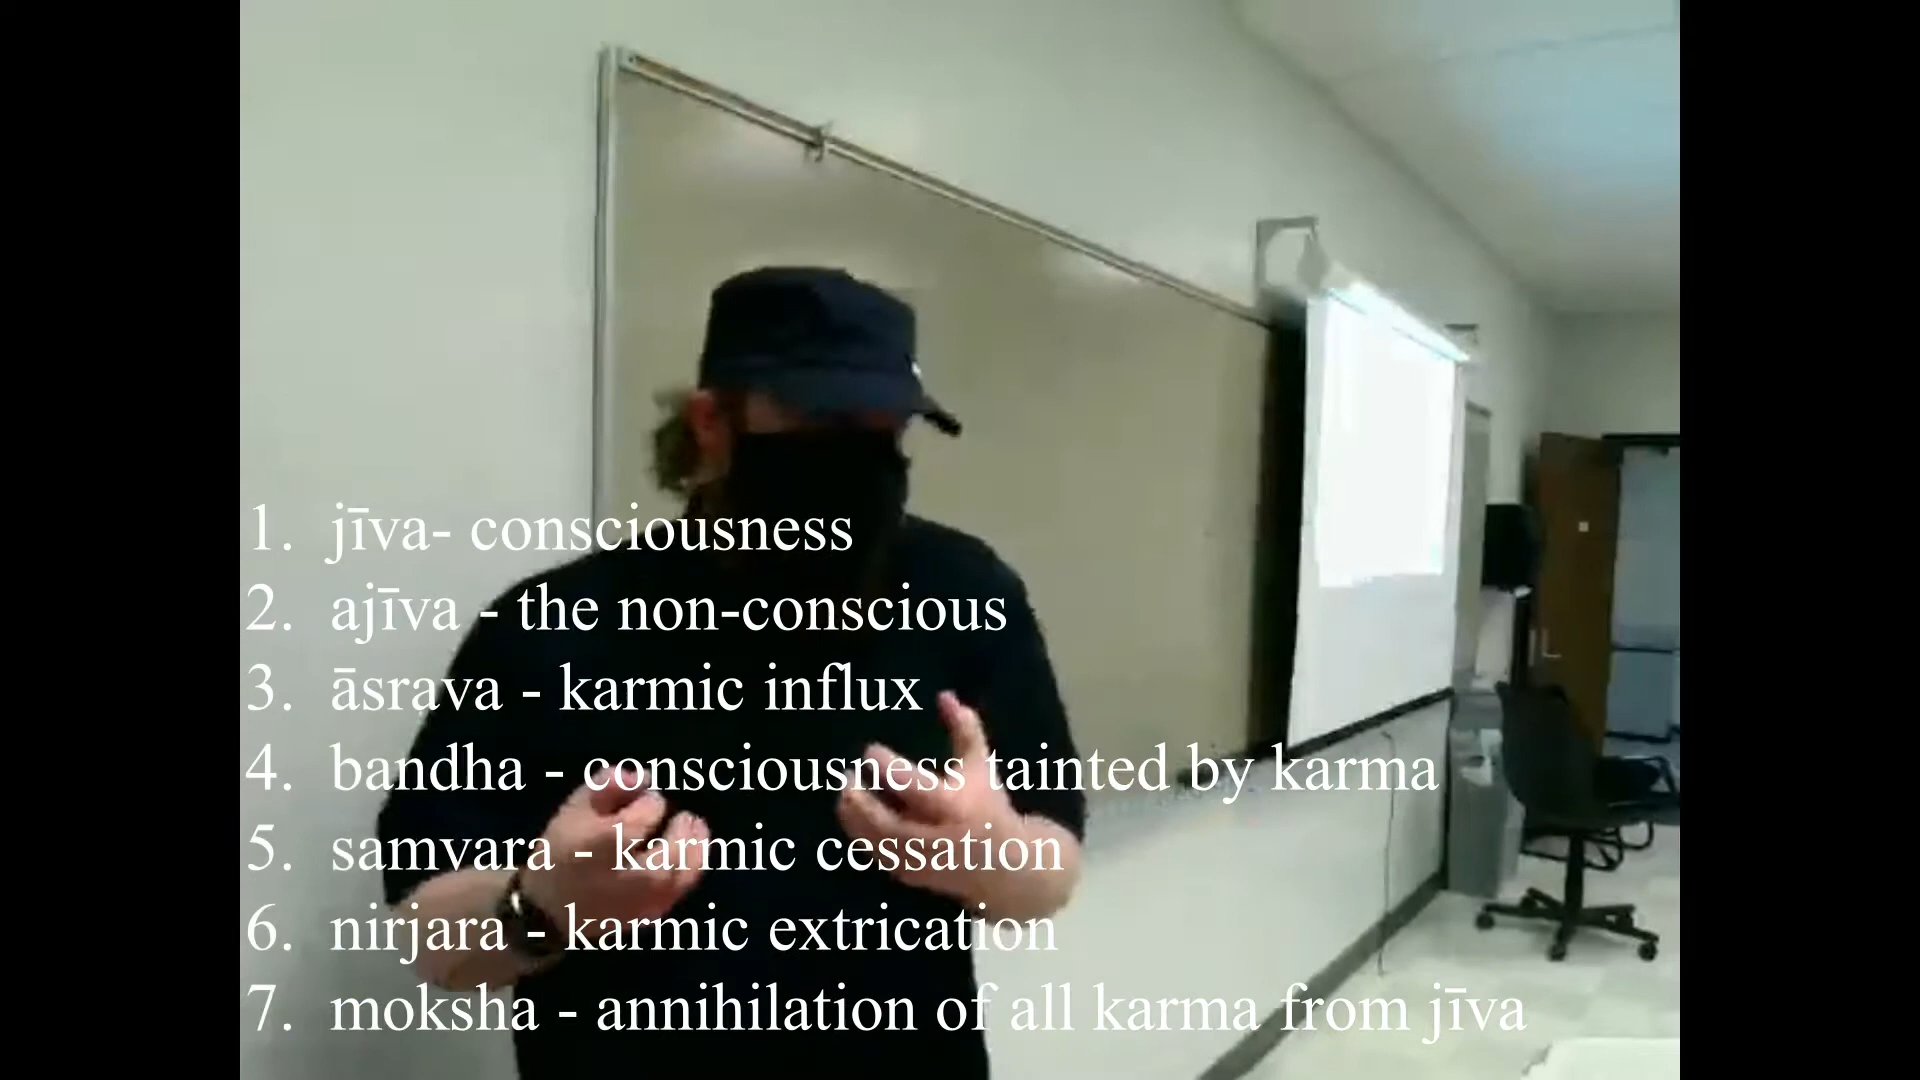 1. jīva- consciousness
2. ajīva - the non-conscious
3. āsrava - karmic influx
4. bandha - consciousness tainted by karma
5. samvara - karmic cessation
6. nirjara - karmic extrication
7. moksha - annihilation of all karma from jīva